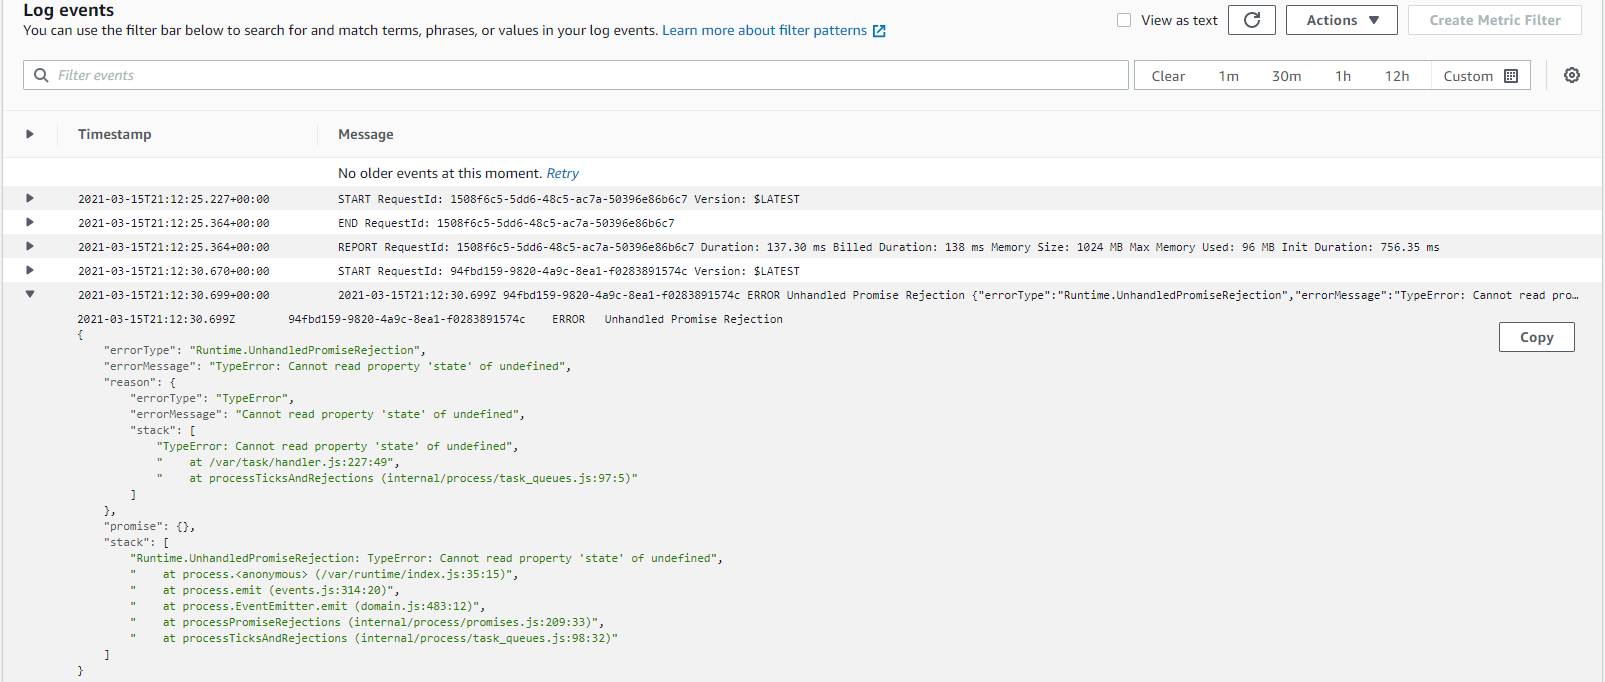 Log events
You can use the filter bar below to search for and match terms, phrases, or values in your log events. Learn more about filter patterns
View as text
Actions
Create Metric Filter
Filter events
Clear 1m 30m 1h 12h Custom
Timestamp Message
No older events at this moment. Retry
2021-03-15T21:12:25.227+00:00 START RequestId: 1508f6c5-5dd6-48c5-ac7a-50396e86b6c7 Version: $LATEST
2021-03-15T21:12:25.364+00:00 END RequestId: 1508f6c5-5dd6-48c5-ac7a-50396e86b6c7
2021-03-15T21:12:25.364+00:00 REPORT RequestId: 1508f6c5-5dd6-48c5-ac7a-50396e86b6c7 Duration: 137.30 ms Billed Duration: 138 ms Memory Size: 1024 MB Max Memory Used: 96 MB Init Duration: 756.35 ms
2021-03-15T21:12:30.670+00:00 START RequestId: 94fbd159-9820-4a9c-8ea1-f0283891574c Version: $LATEST
2021-03-15T21:12:30.699+00:00 2021-03-15T21:12:30.699Z 94fbd159-9820-4a9c-8ea1-f0283891574c ERROR Unhandled Promise Rejection {"errorType":"Runtime.UnhandledPromiseRejection","errorMessage":"TypeError: Cannot read pro…
2021-03-15T21:12:30.699Z 94fbd159-9820-4a9c-8ea1-f0283891574c ERROR Unhandled Promise Rejection
Copy
{
"errorType": "Runtime.UnhandledPromiseRejection",
"errorMessage": "TypeError: Cannot read property 'state' of undefined",
"reason": {
"errorType": "TypeError",
"errorMessage": "Cannot read property 'state' of undefined",
"stack": [
"TypeError: Cannot read property 'state' of undefined",
"    at /var/task/handler.js:227:49",
"    at processTicksAndRejections (internal/process/task_queues.js:97:5)"
]
},
"promise": {},
"stack": [
"Runtime.UnhandledPromiseRejection: TypeError: Cannot read property 'state' of undefined",
"    at process.<anonymous> (/var/runtime/index.js:35:15)",
"    at process.emit (events.js:314:20)",
"    at process.EventEmitter.emit (domain.js:483:12)",
"    at processPromiseRejections (internal/process/promises.js:209:33)",
"    at processTicksAndRejections (internal/process/task_queues.js:98:32)"
]
}